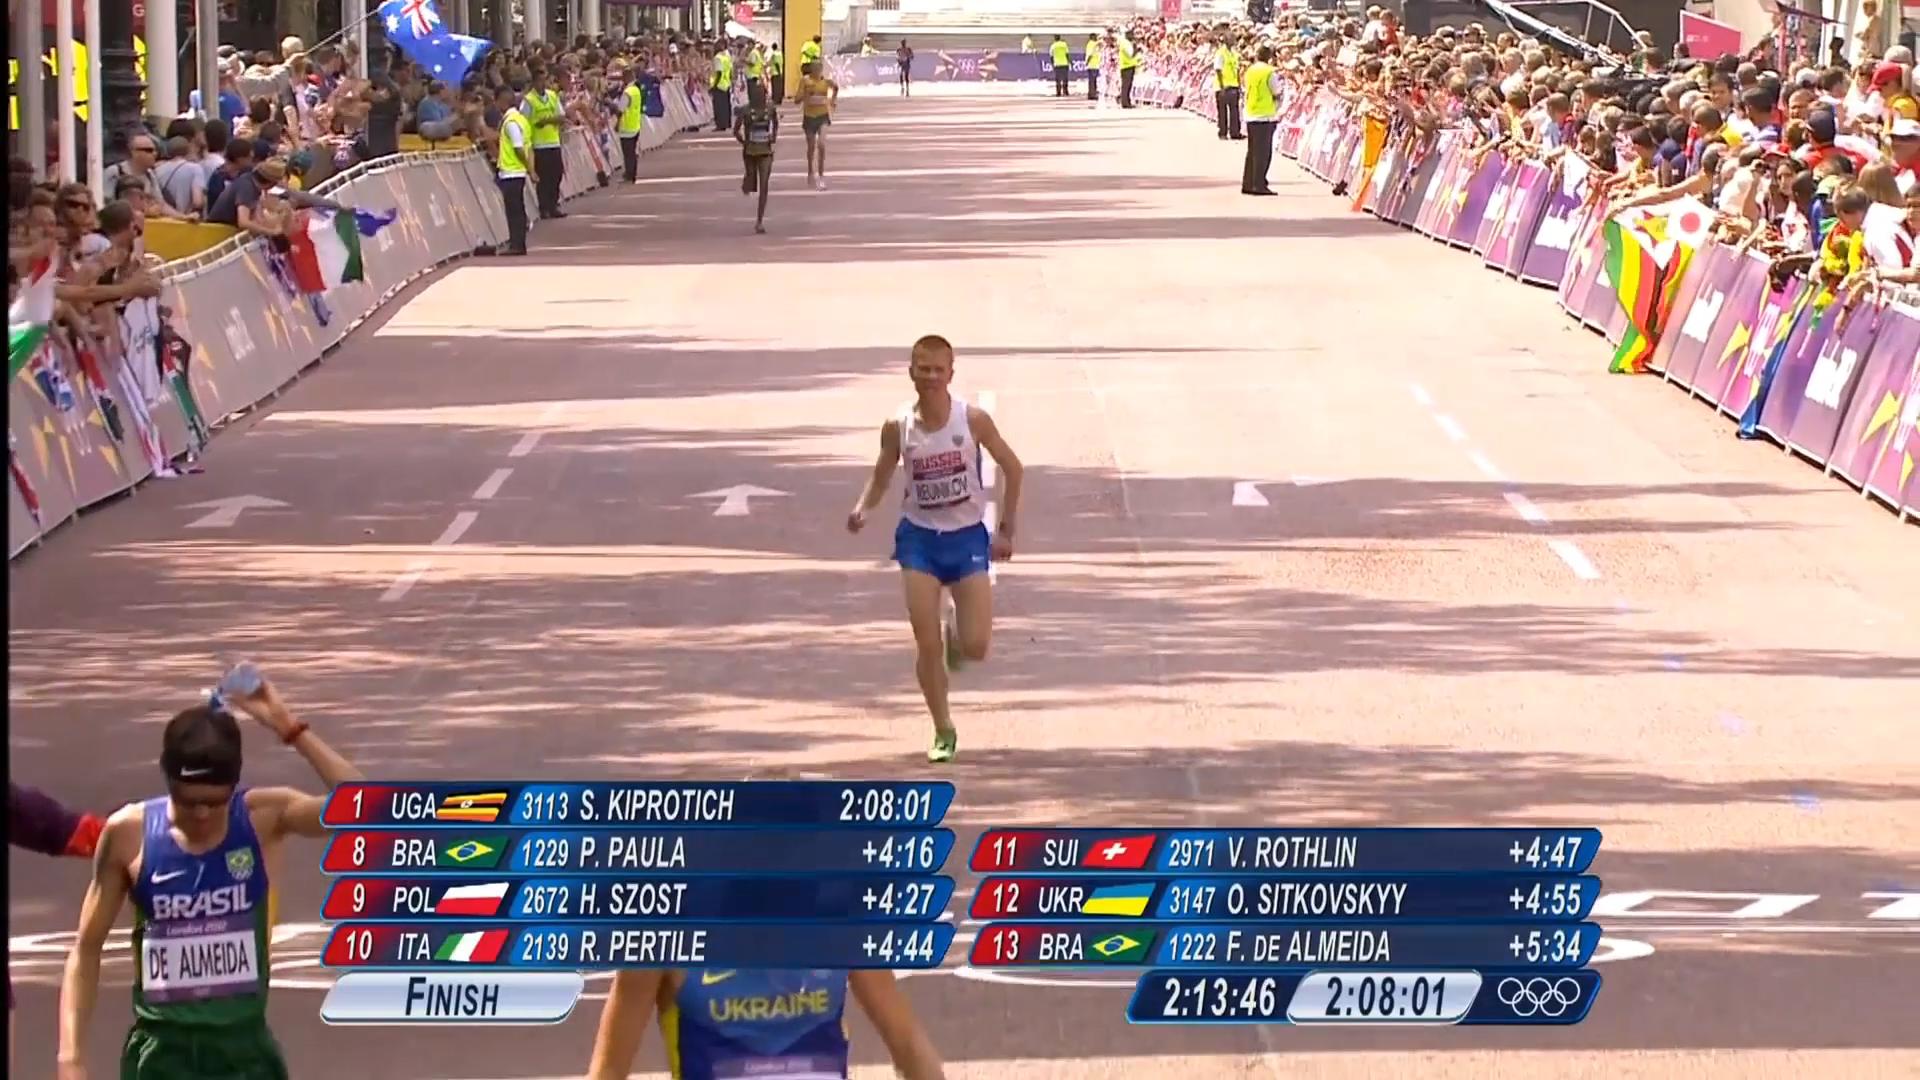 RUSSIA
REUNKOV
BRASIL
London 2012
DE ALMEIDA
1 UGA 3113 S. KIPROTICH 2:08:01
8 BRA 1229 P. PAULA +4:16
9 POL 2672 H. SZOST +4:27
10 ITA 2139 R. PERTILE +4:44
11 SUI 2971 V. ROTHLIN +4:47
12 UKR 3147 O. SITKOVSKYY +4:55
13 BRA 1222 F. DE ALMEIDA +5:34
FINISH
2:13:46 2:08:01
UKRAINE